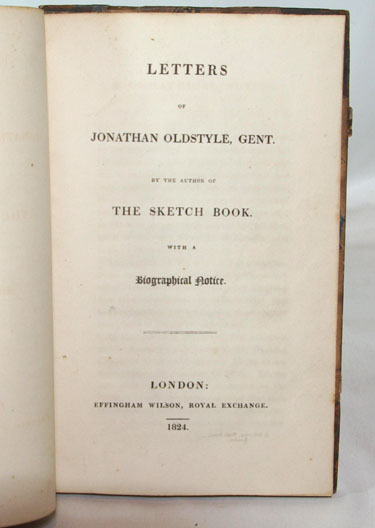 LETTERS
OF
JONATHAN OLDSTYLE, GENT.
BY THE AUTHOR OF
THE SKETCH BOOK.
WITH A
Biographical Notice.
LONDON:
EFFINGHAM WILSON, ROYAL EXCHANGE.
1824.